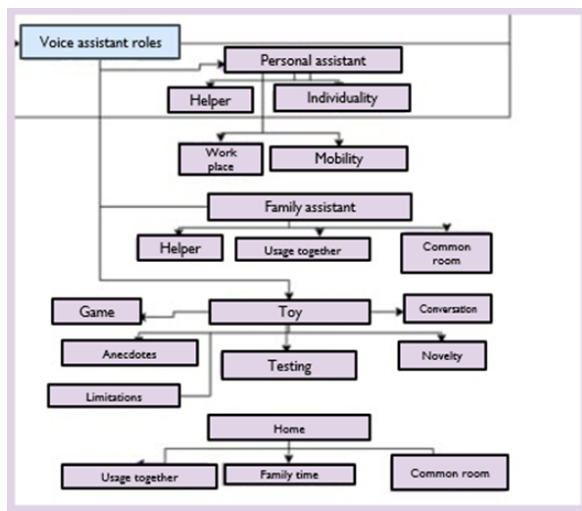 Voice assistant roles
Personal assistant
Helper
Individuality
Work
place
Mobility
Family assistant
Helper
Usage together
Common
room
Game
Toy
Conversation
Anecdotes
Testing
Novelty
Limitations
Home
Usage together
Family time
Common room